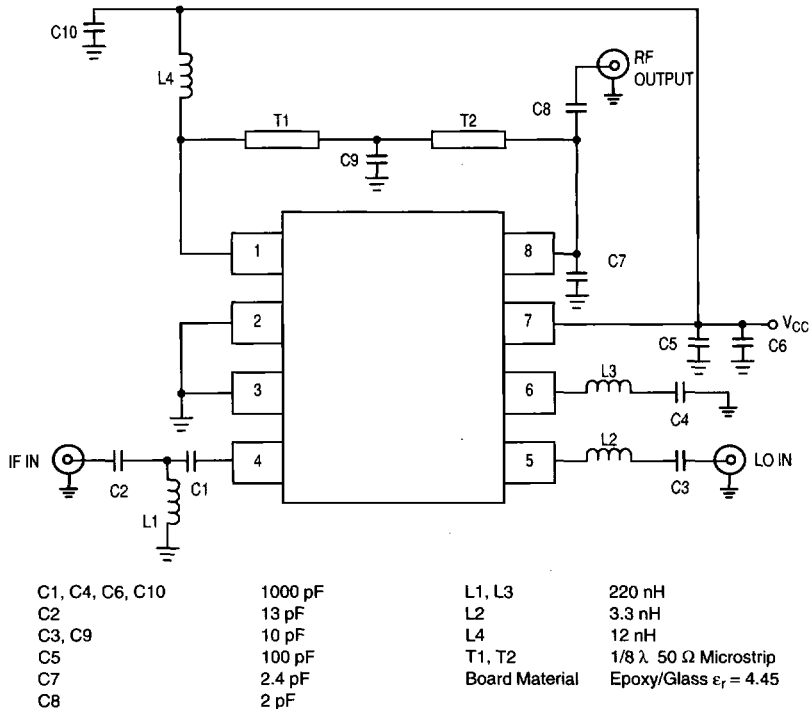 C10
L4
RF
OUTPUT
T1
T2
C8
C9
1
8
C7
2
7
VCC
C5
C6
3
6
L3
C4
IF IN
4
5
L2
LO IN
C2
C1
C3
L1
C1, C4, C6, C10 1000 pF L1, L3 220 nH
C2 13 pF L2 3.3 nH
C3, C9 10 pF L4 12 nH
C5 100 pF T1, T2 1/8 λ 50 Ω Microstrip
C7 2.4 pF Board Material Epoxy/Glass εr = 4.45
C8 2 pF